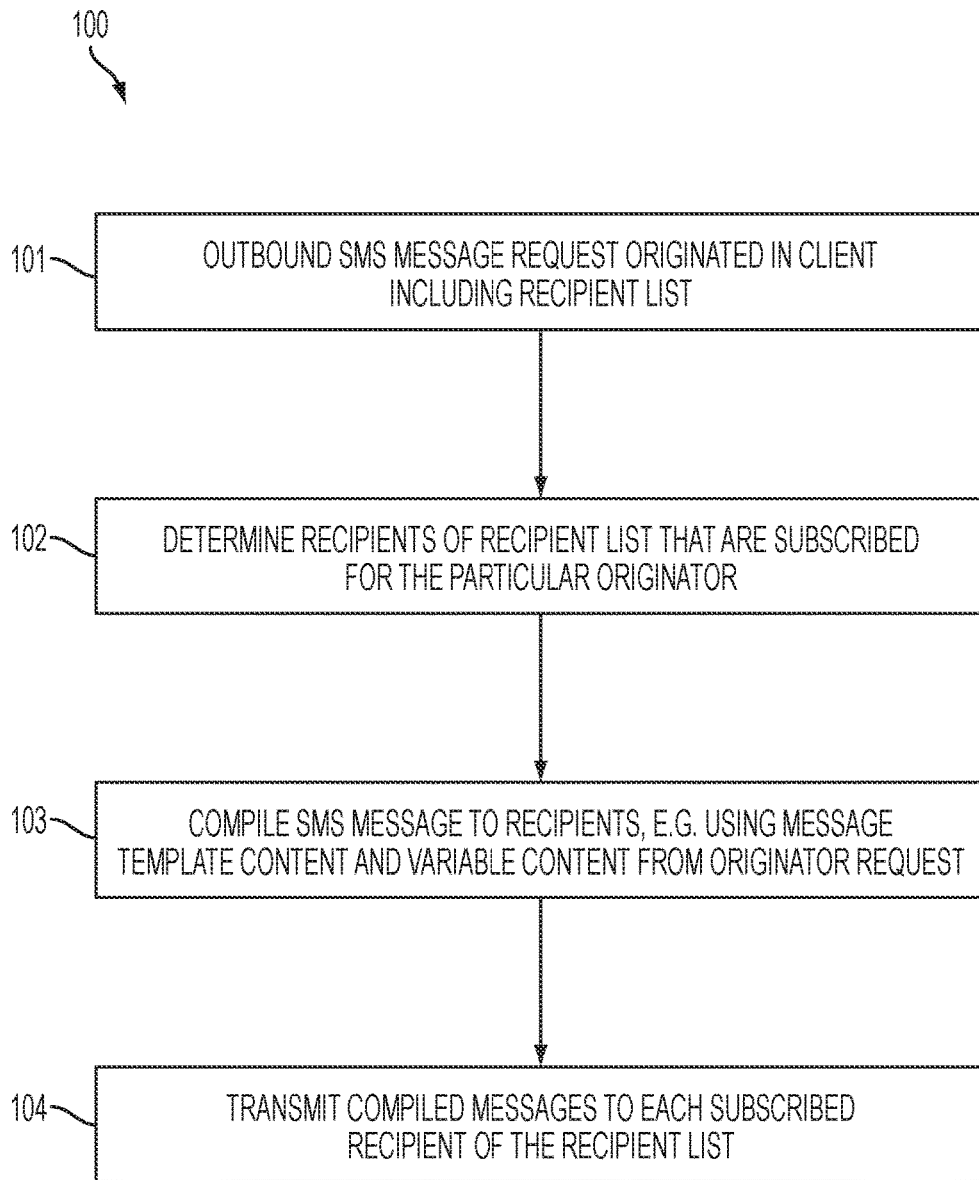 100
101
OUTBOUND SMS MESSAGE REQUEST ORIGINATED IN CLIENT
INCLUDING RECIPIENT LIST
102
DETERMINE RECIPIENTS OF RECIPIENT LIST THAT ARE SUBSCRIBED
FOR THE PARTICULAR ORIGINATOR
103
COMPILE SMS MESSAGE TO RECIPIENTS, E.G. USING MESSAGE
TEMPLATE CONTENT AND VARIABLE CONTENT FROM ORIGINATOR REQUEST
104
TRANSMIT COMPILED MESSAGES TO EACH SUBSCRIBED
RECIPIENT OF THE RECIPIENT LIST